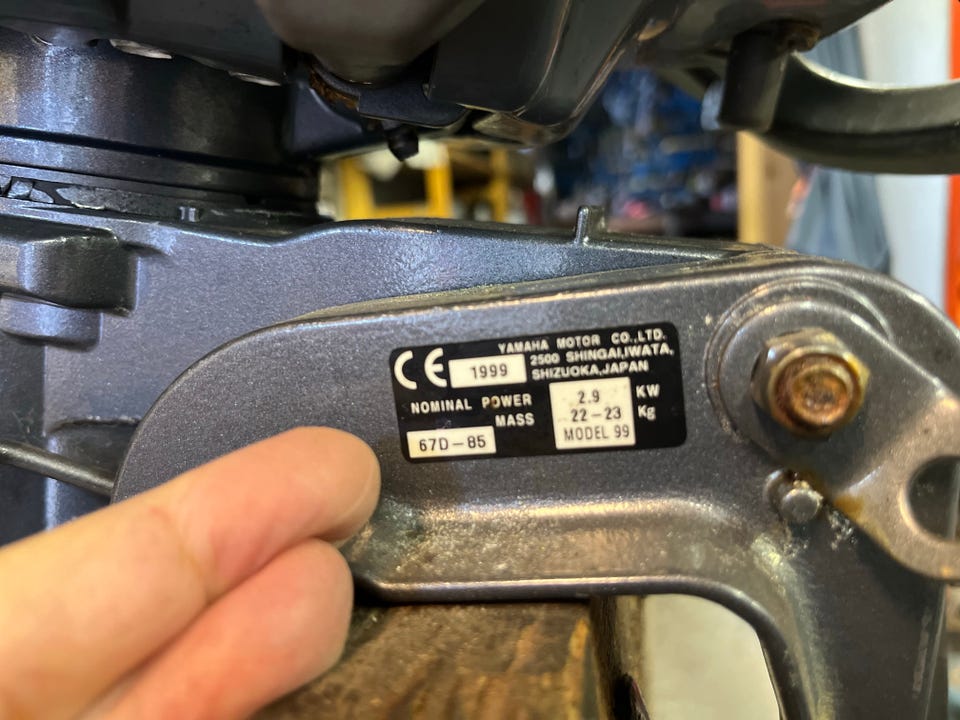 CE 1999
YAMAHA MOTOR CO.,LTD.
2500 SHINGAI,IWATA,
SHIZUOKA,JAPAN
NOMINAL POWER 2.9 KW
MASS 22-23 Kg
67D-85 MODEL 99